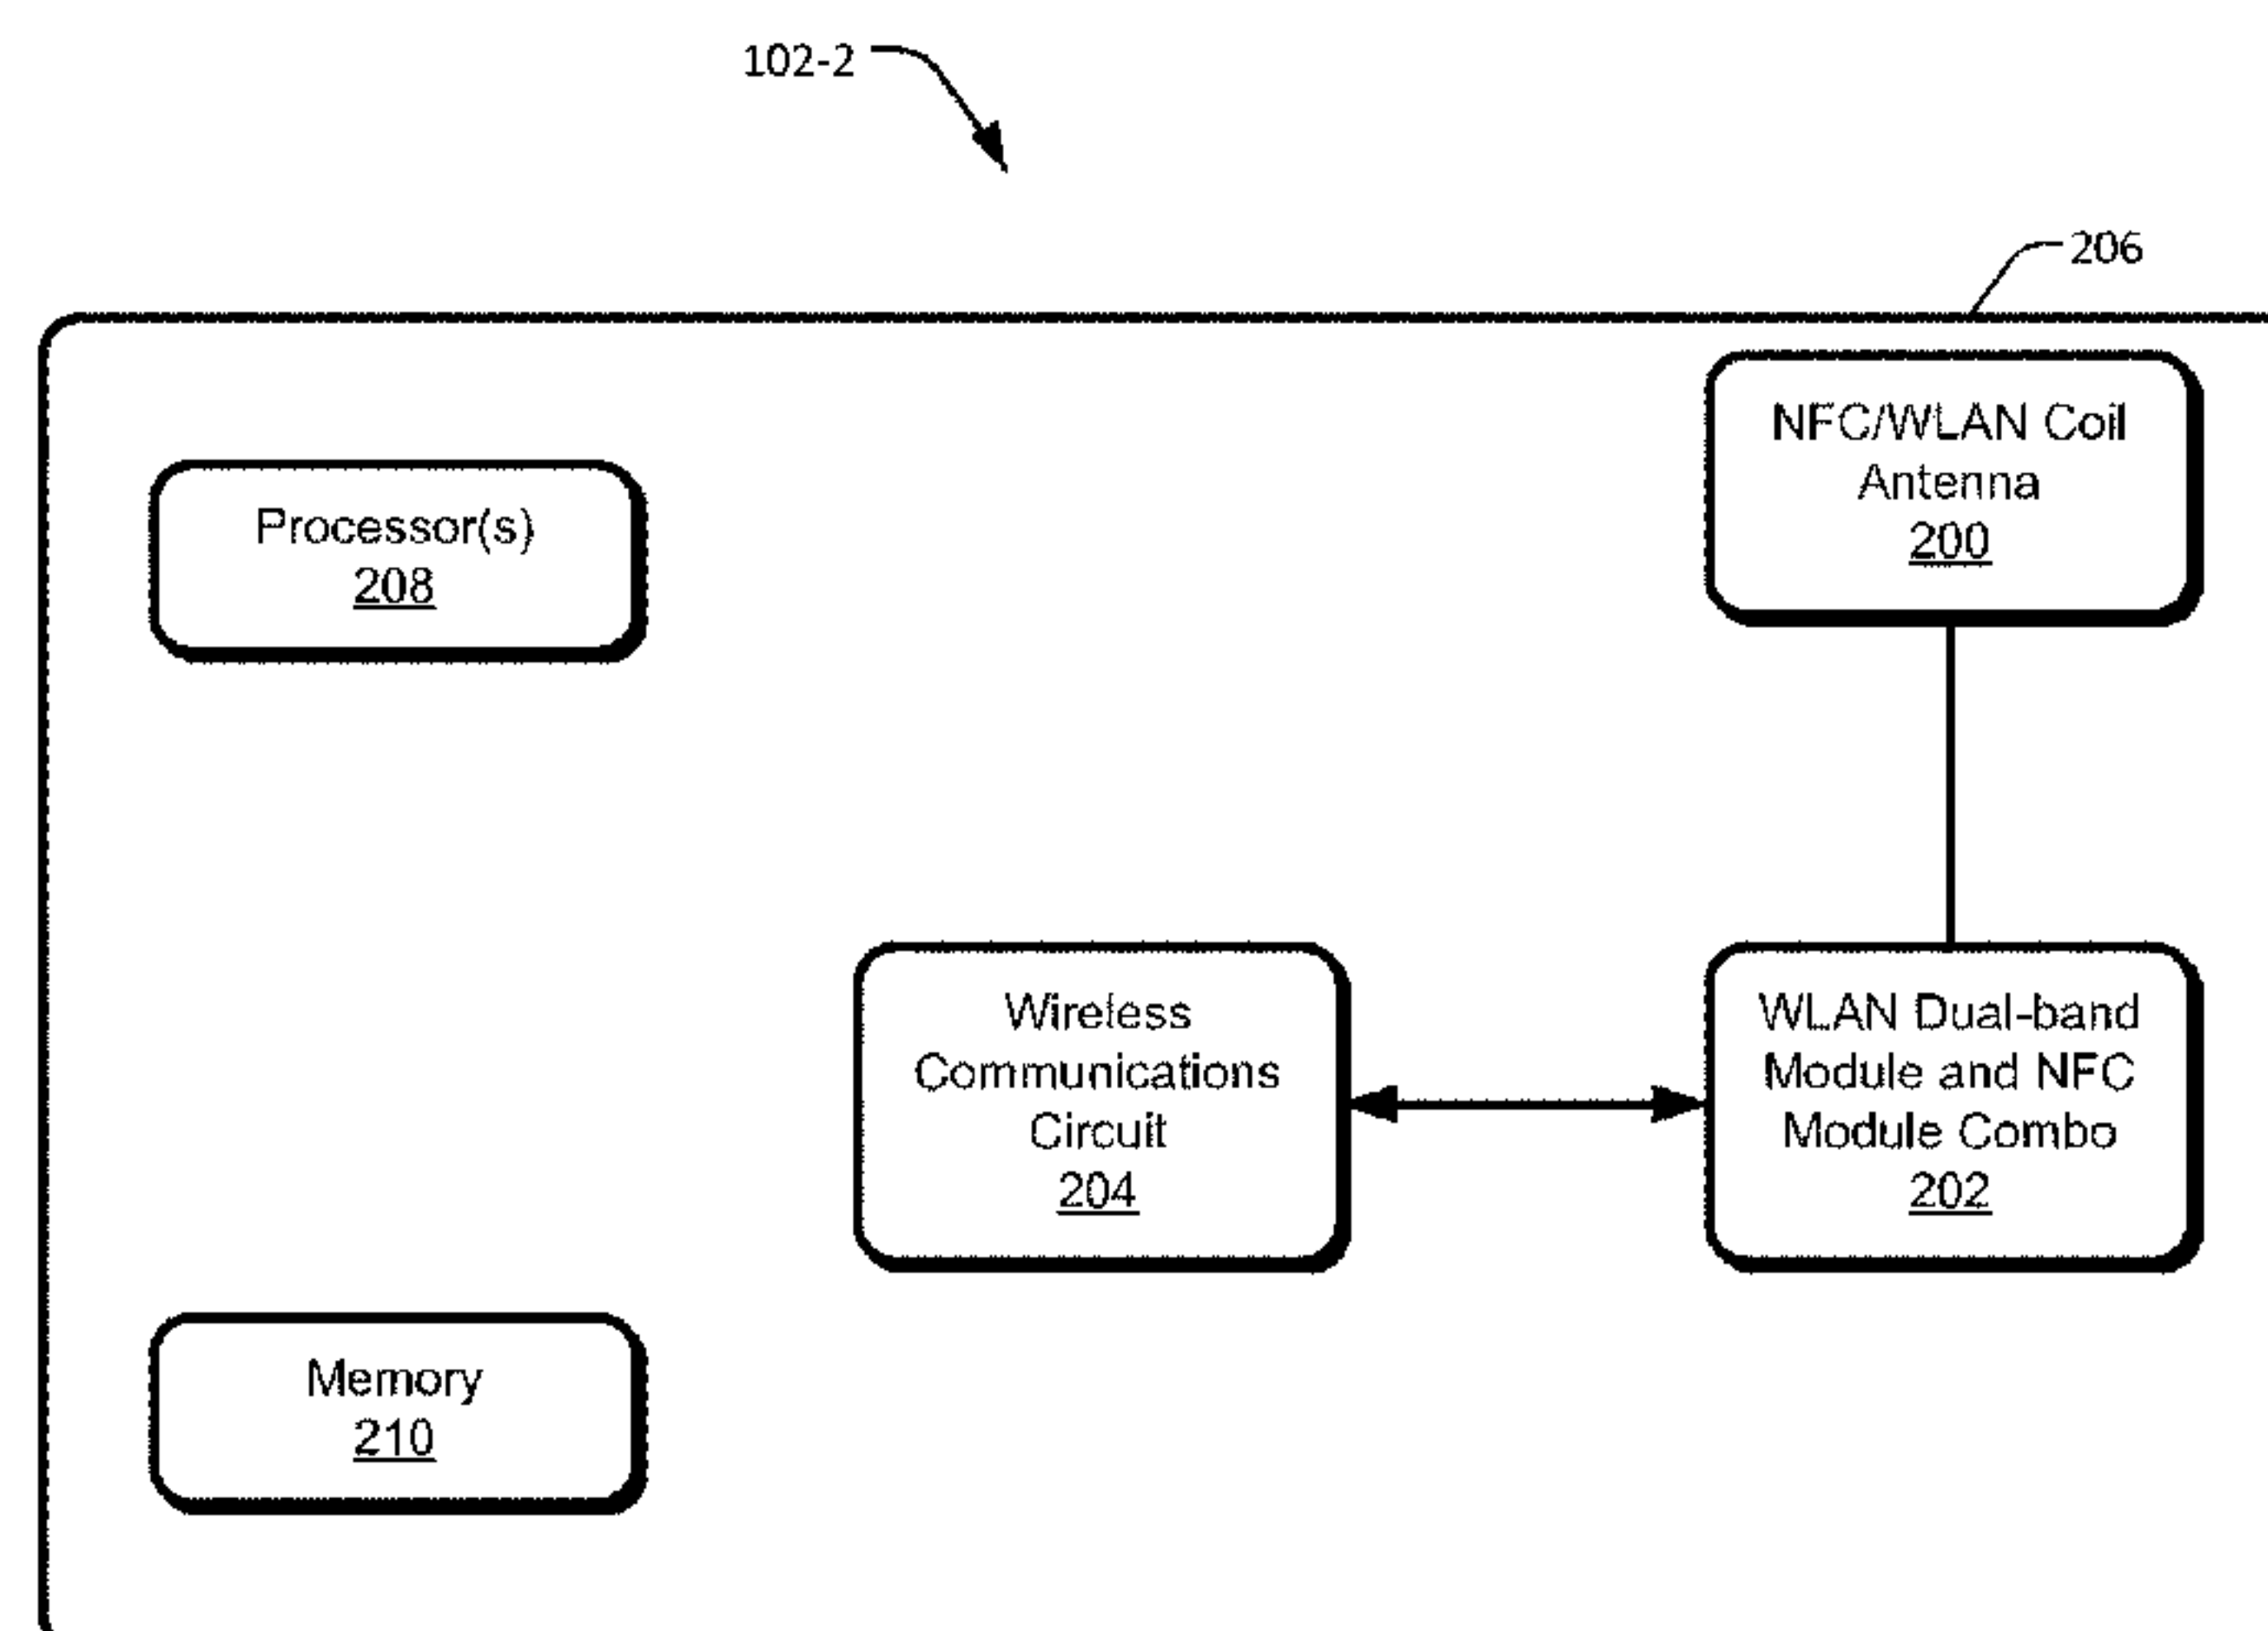 102-2
206
NFC/WLAN Coil
Antenna
200
Processor(s)
208
Wireless
Communications
Circuit
204
WLAN Dual-band
Module and NFC
Module Combo
202
Memory
210